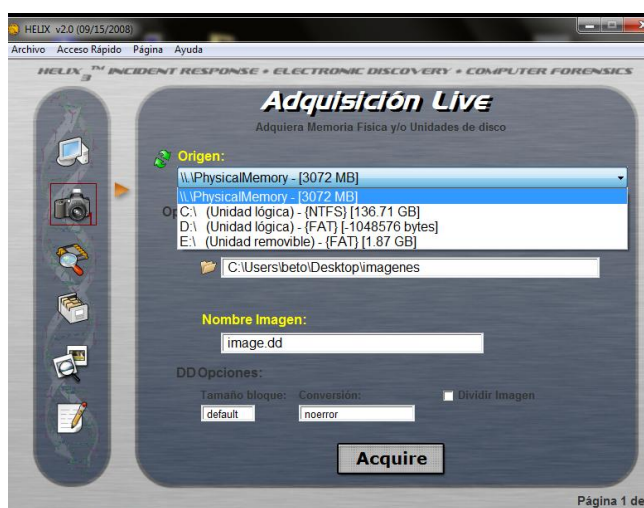 HELIX v2.0 (09/15/2008)
Archivo Acceso Rápido Página Ayuda
HELIX3™ INCIDENT RESPONSE • ELECTRONIC DISCOVERY • COMPUTER FORENSICS
Adquisición Live
Adquiera Memoria Física y/o Unidades de disco
Origen:
\\.\PhysicalMemory - [3072 MB]
\\.\PhysicalMemory - [3072 MB]
C:\ (Unidad lógica) - {NTFS} [136.71 GB]
D:\ (Unidad lógica) - {FAT} [-1048576 bytes]
E:\ (Unidad removible) - {FAT} [1.87 GB]
C:\Users\beto\Desktop\imagenes
Nombre Imagen:
image.dd
DD Opciones:
Tamaño bloque: Conversión: Dividir Imagen
default noerror
Acquire
Página 1 de